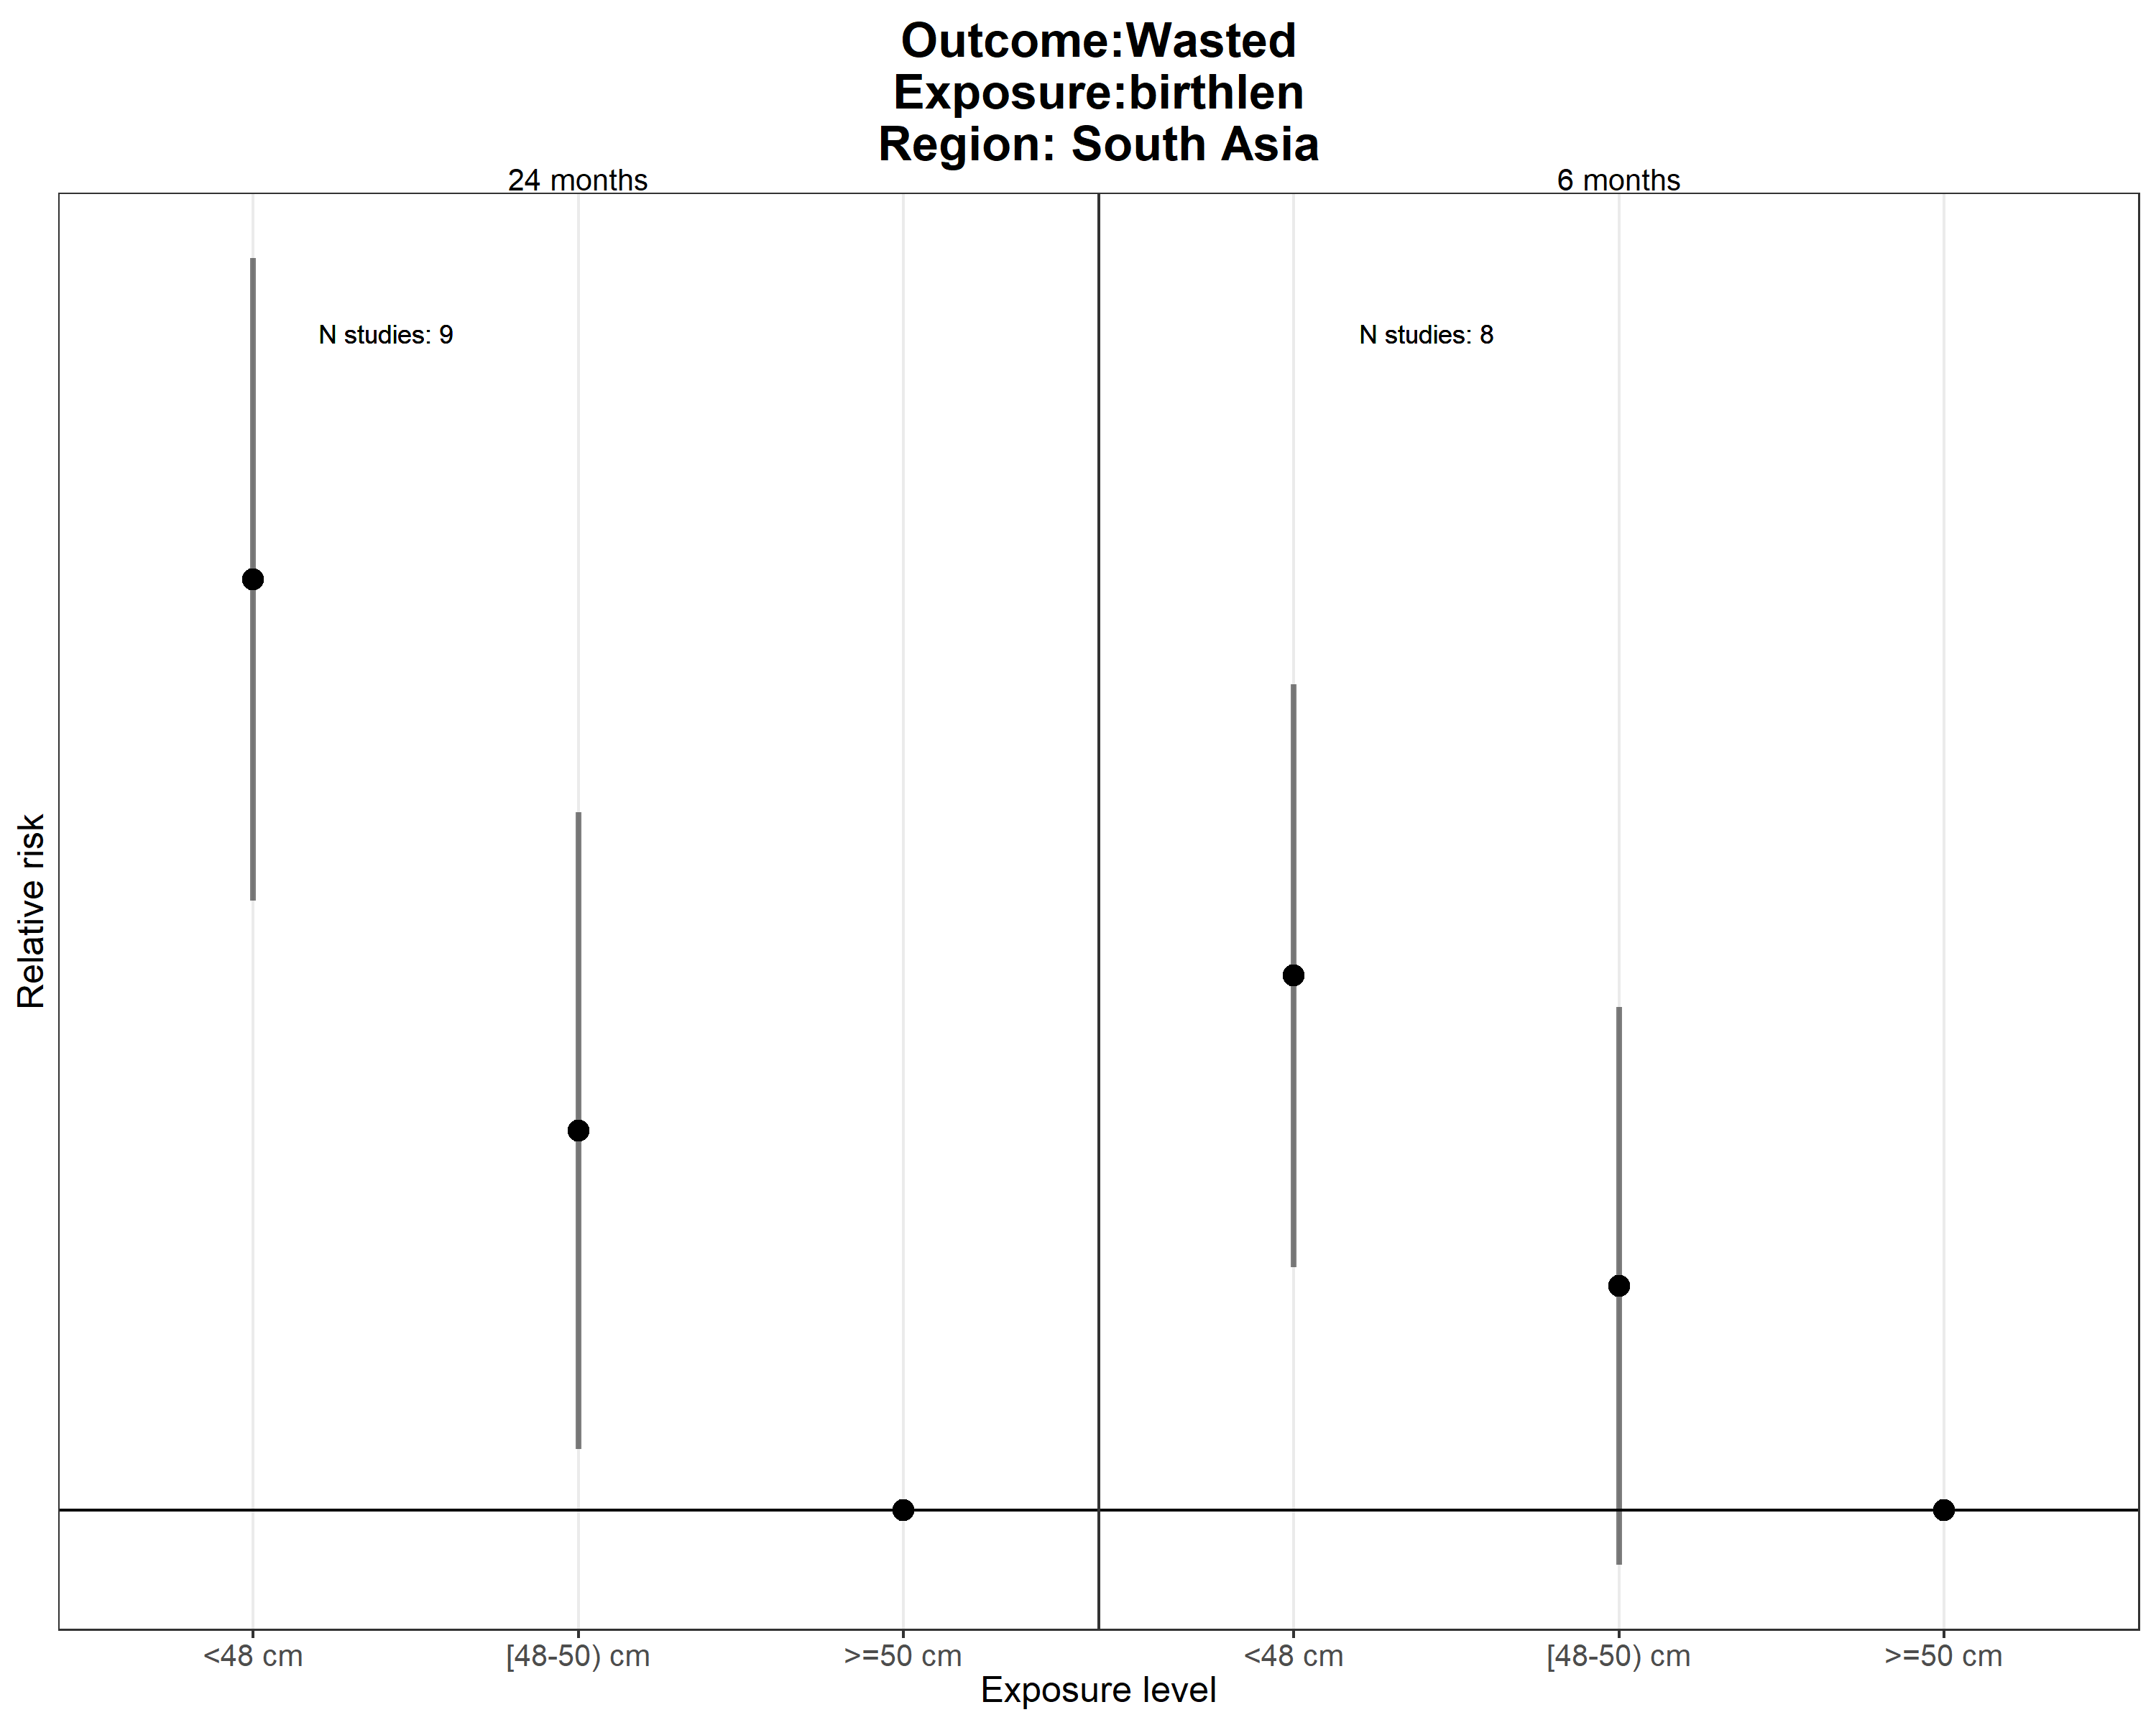 Outcome:Wasted
Exposure:birthlen
Region: South Asia
24 months
6 months
N studies: 9
N studies: 8
Relative risk
<48 cm
[48-50) cm
>=50 cm
<48 cm
[48-50) cm
>=50 cm
Exposure level